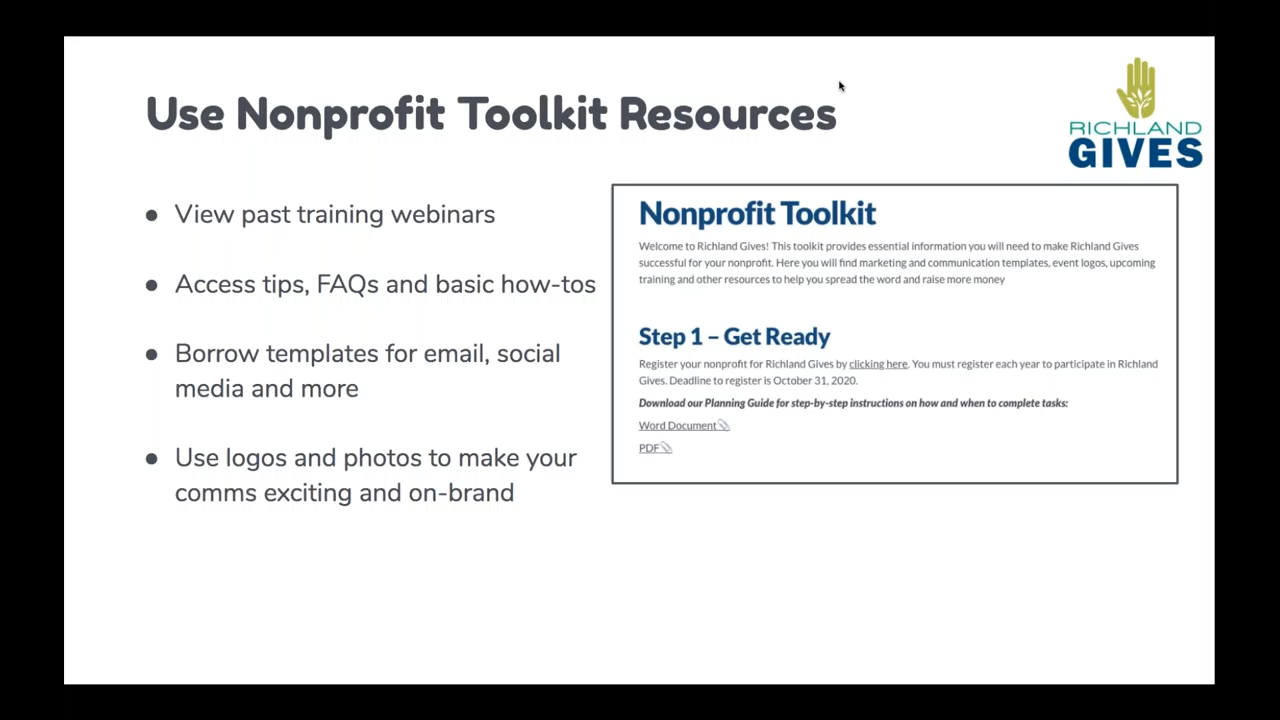 Use Nonprofit Toolkit Resources
RICHLAND
GIVES
● View past training webinars
● Access tips, FAQs and basic how-tos
● Borrow templates for email, social
media and more
● Use logos and photos to make your
comms exciting and on-brand
Nonprofit Toolkit
Welcome to Richland Gives! This toolkit provides essential information you will need to make Richland Gives
successful for your nonprofit. Here you will find marketing and communication templates, event logos, upcoming
training and other resources to help you spread the word and raise more money
Step 1 – Get Ready
Register your nonprofit for Richland Gives by clicking here. You must register each year to participate in Richland
Gives. Deadline to register is October 31, 2020.
Download our Planning Guide for step-by-step instructions on how and when to complete tasks:
Word Document
PDF